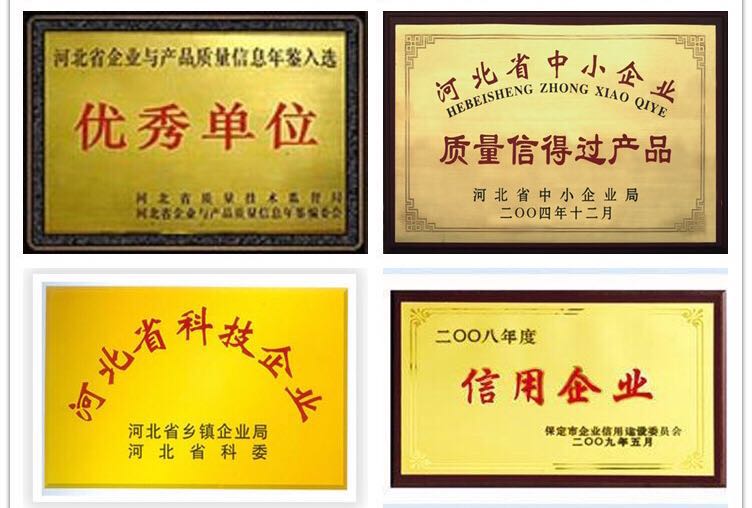 河北省企业与产品质量信息年鉴入选
优秀单位
河北省质量技术监督局
河北省企业与产品质量信息年鉴编委会
河北省中小企业
HEBEISHENG ZHONG XIAO QIYE
质量信得过产品
河北省中小企业局
二〇〇四年十二月
河北省科技企业
河北省乡镇企业局
河北省科委
二〇〇八年度
信用企业
保定市企业信用建设委员会
二〇〇九年五月